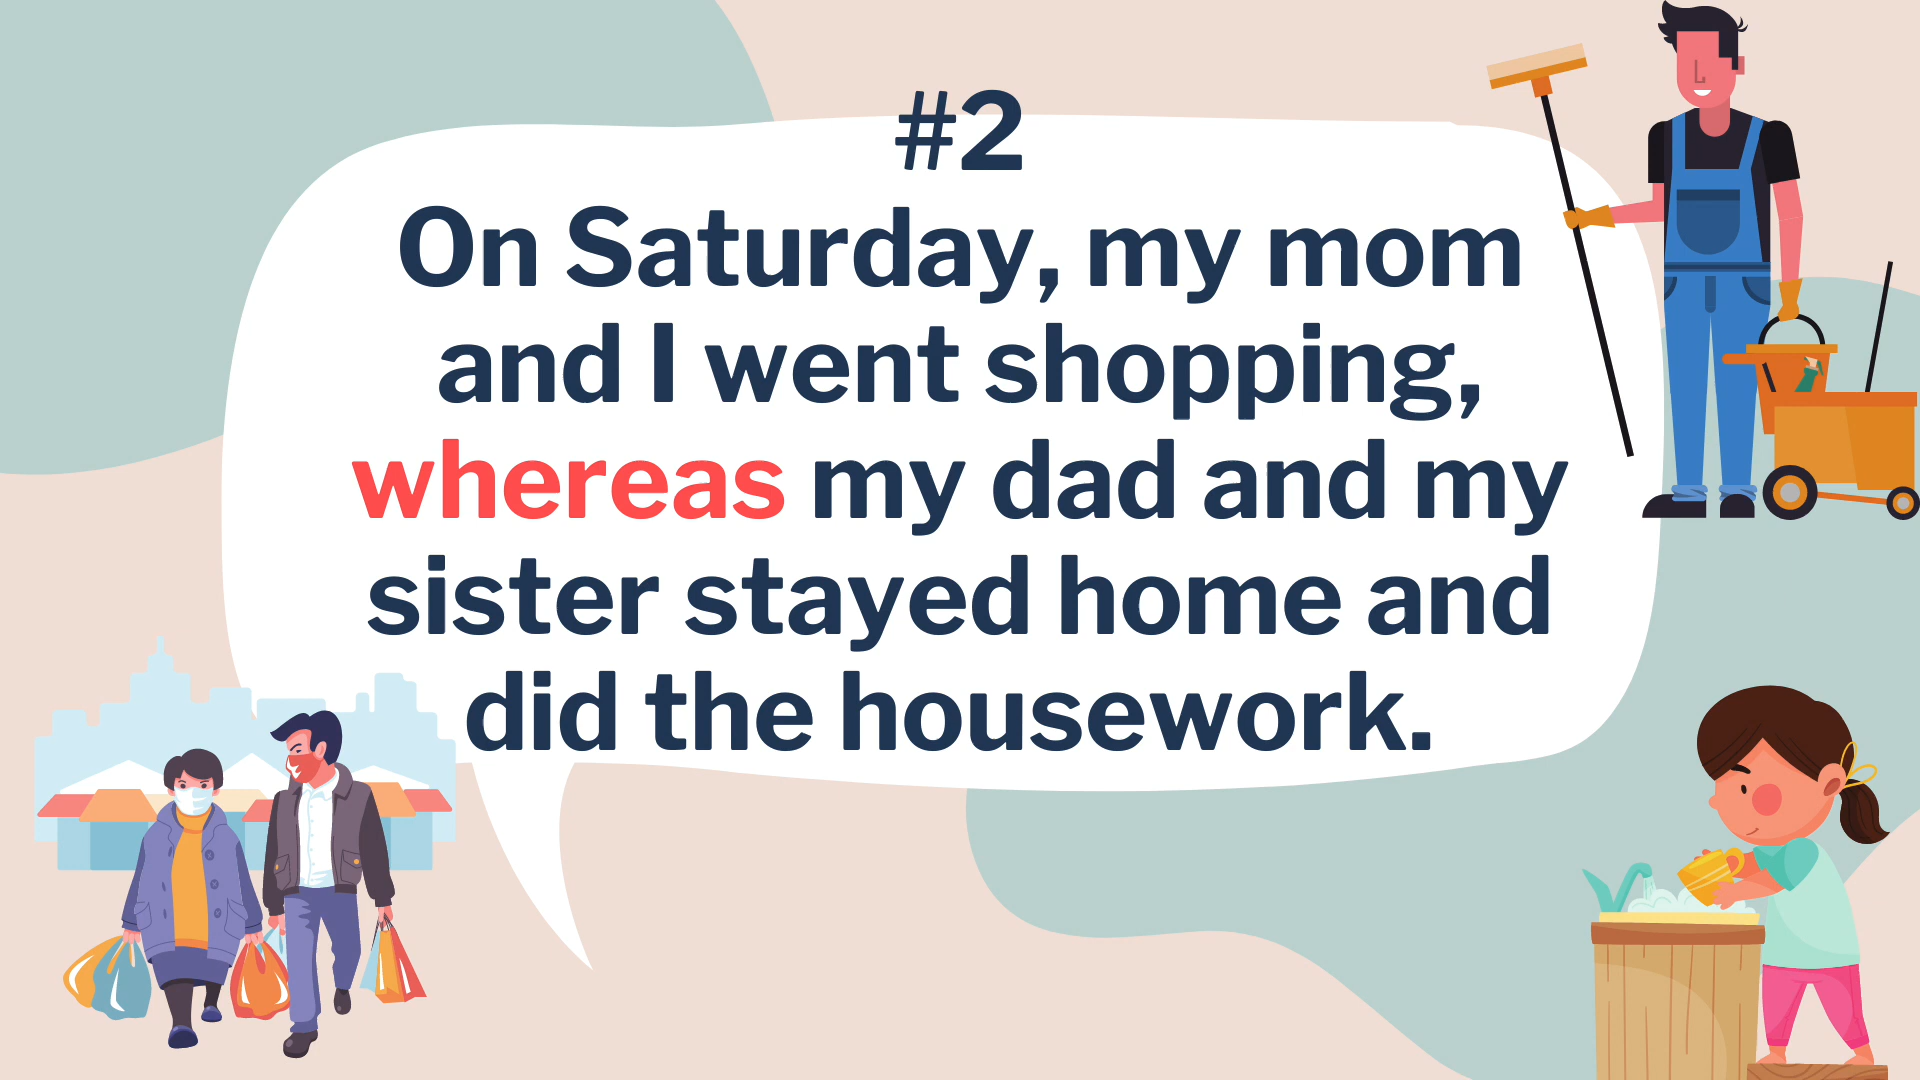 #2
On Saturday, my mom
and I went shopping,
whereas my dad and my
sister stayed home and
did the housework.